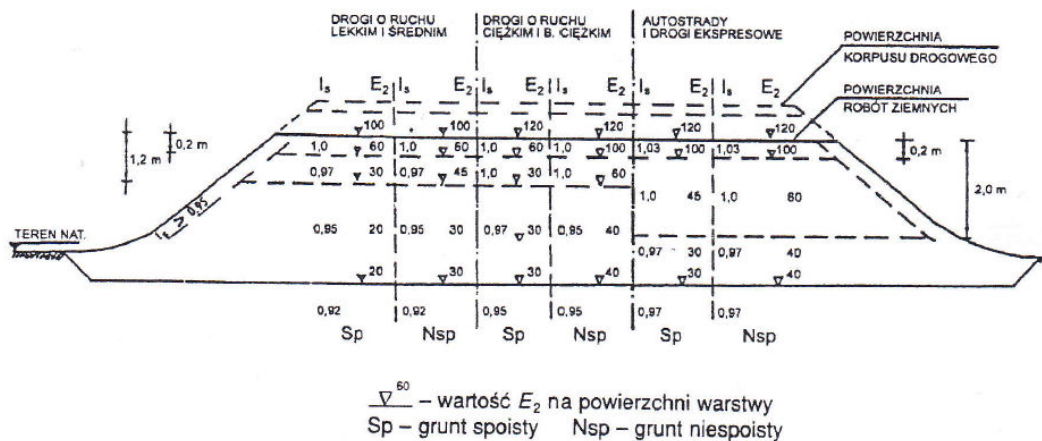 DROGI O RUCHU
LEKKIM I ŚREDNIM
DROGI O RUCHU
CIĘŻKIM I B. CIĘŻKIM
AUTOSTRADY
I DROGI EKSPRESOWE
POWIERZCHNIA
KORPUSU DROGOWEGO
POWIERZCHNIA
ROBÓT ZIEMNYCH
Is E2 Is E2 Is E2 Is E2 Is E2 Is E2
100 100 120 120 120 120
1,2 m 0,2 m 1,0 60 1,0 60 1,0 60 1,0 100 1,03 100 1,03 100 0,2 m
0,97 30 0,97 45 1,0 30 1,0 60
1,0 45 1,0 60 2,0 m
Is ≥ 0,95
TEREN NAT.
0,95 20 0,95 30 0,97 30 0,95 40
0,97 30 0,97 40
20 30 30 40 30 40
0,92 0,92 0,95 0,95 0,97 0,97
Sp Nsp Sp Nsp Sp Nsp
60 – wartość E2 na powierzchni warstwy
Sp – grunt spoisty Nsp – grunt niespoisty